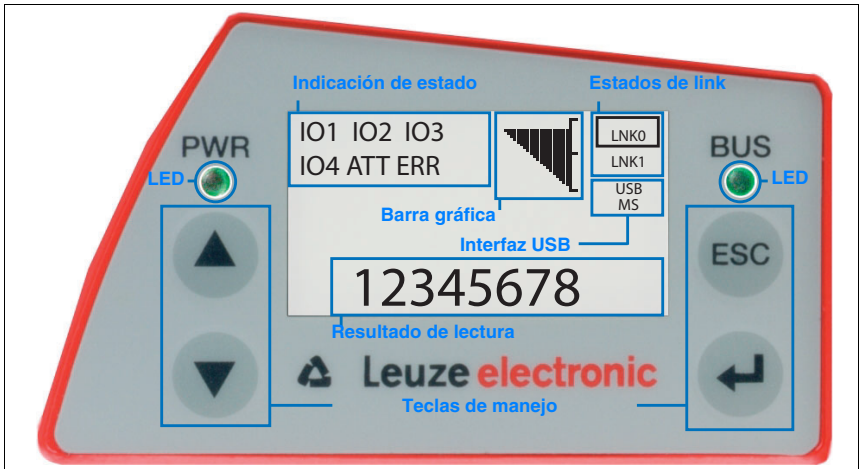 Indicación de estado
Estados de link
IO1 IO2 IO3
IO4 ATT ERR
LNK0
LNK1
USB
MS
PWR
BUS
LED
LED
Barra gráfica
Interfaz USB
ESC
12345678
Resultado de lectura
Leuze electronic
Teclas de manejo